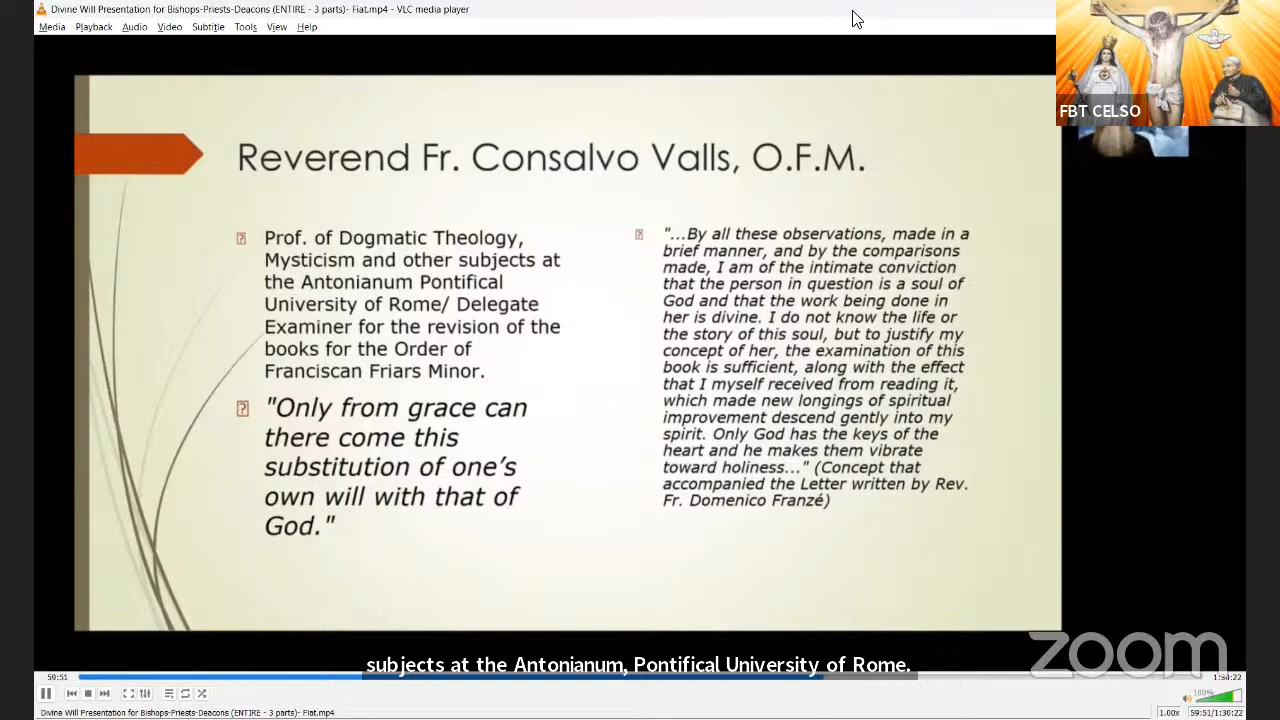 Divine Will Presentation for Bishops-Priests-Deacons (ENTIRE - 3 parts)- Fiat.mp4 - VLC media player
Media Playback Audio Video Subtitle Tools View Help
FBT CELSO
Reverend Fr. Consalvo Valls, O.F.M.
Prof. of Dogmatic Theology,
Mysticism and other subjects at
the Antonianum Pontifical
University of Rome/ Delegate
Examiner for the revision of the
books for the Order of
Franciscan Friars Minor.
"Only from grace can
there come this
substitution of one's
own will with that of
God."
"...By all these observations, made in a
brief manner, and by the comparisons
made, I am of the intimate conviction
that the person in question is a soul of
God and that the work being done in
her is divine. I do not know the life or
the story of this soul, but to justify my
concept of her, the examination of this
book is sufficient, along with the effect
that I myself received from reading it,
which made new longings of spiritual
improvement descend gently into my
spirit. Only God has the keys of the
heart and he makes them vibrate
toward holiness..." (Concept that
accompanied the Letter written by Rev.
Fr. Domenico Franzé)
zoom
subjects at the Antonianum, Pontifical University of Rome.
59:51
1:30:22
100%
Divine Will Presentation for Bishops-Priests-Deacons (ENTIRE - 3 parts)- Fiat.mp4
1.00x
59:51/1:30:22